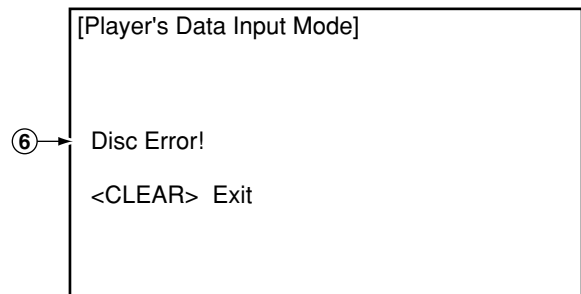 [Player's Data Input Mode]
⑥ Disc Error!
<CLEAR> Exit